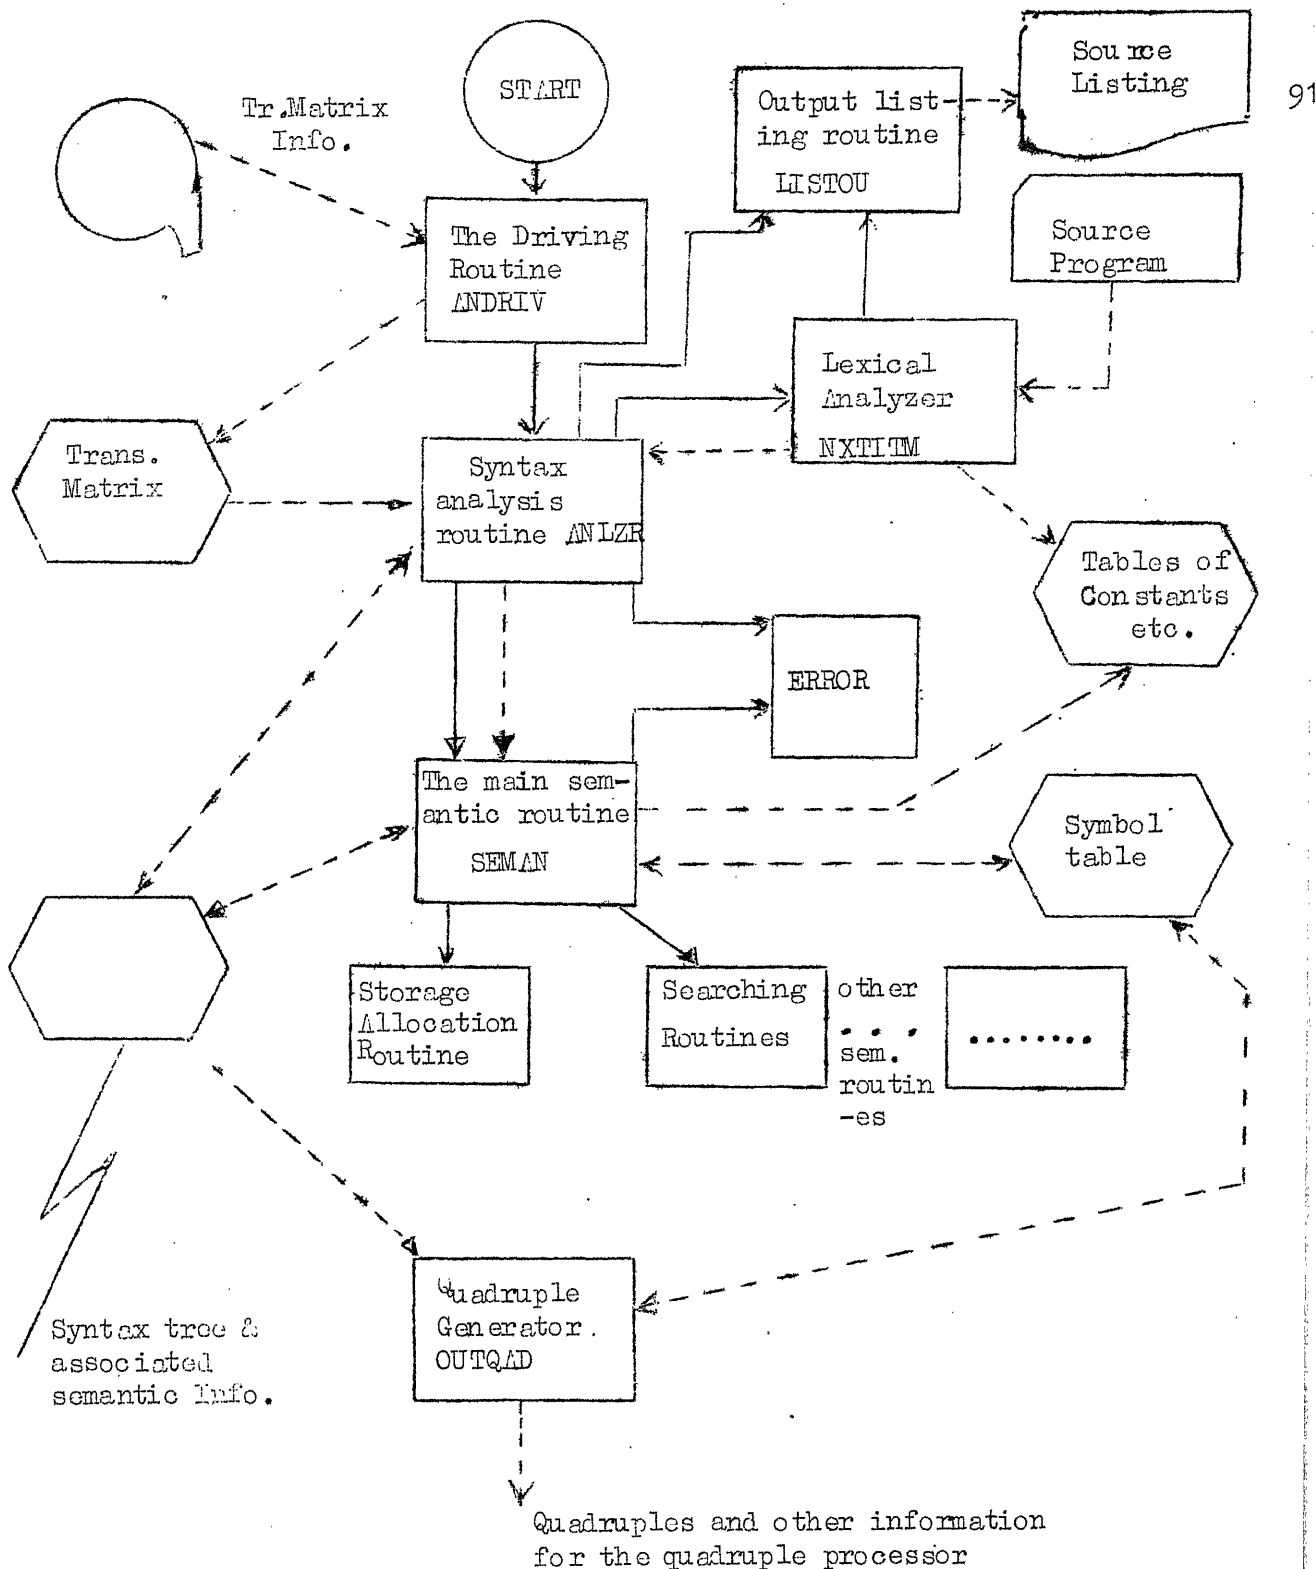 START
Tr.Matrix
Info.
Output list-
ing routine
LISTOU
Source
Listing
91
The Driving
Routine
ANDRIV
Source
Program
Lexical
Analyzer
NXTITM
Trans.
Matrix
Syntax
analysis
routine ANLZR
Tables of
Constants
etc.
ERROR
The main sem-
antic routine
SEMAN
Symbol
table
Storage
Allocation
Routine
Searching
Routines
other
. . .
sem.
routin
-es
........
Syntax tree &
associated
semantic Info.
Quadruple
Generator.
OUTQAD
Quadruples and other information
for the quadruple processor